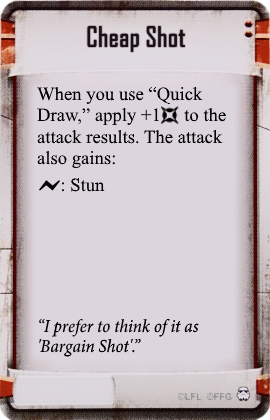 Cheap Shot
When you use “Quick
Draw,” apply +1 to the
attack results. The attack
also gains:
: Stun
“I prefer to think of it as
'Bargain Shot'.”
©LFL ©FFG